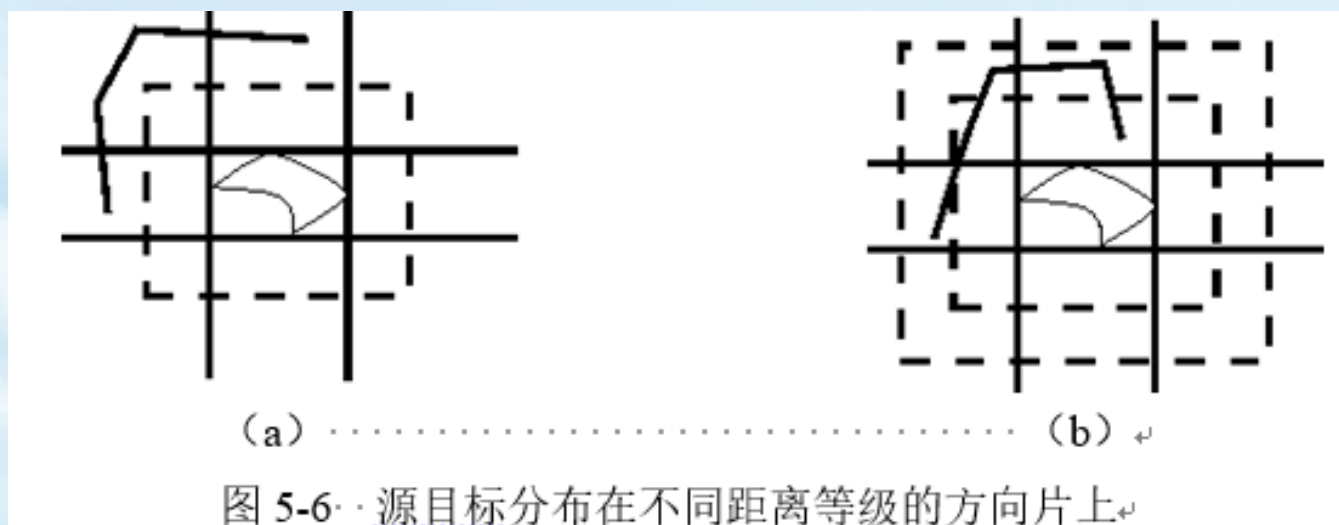 （a）· · · · · · · · · · · · · · · · · · · · · · · · · ·（b）↵
图 5-6· · 源目标分布在不同距离等级的方向片上↵